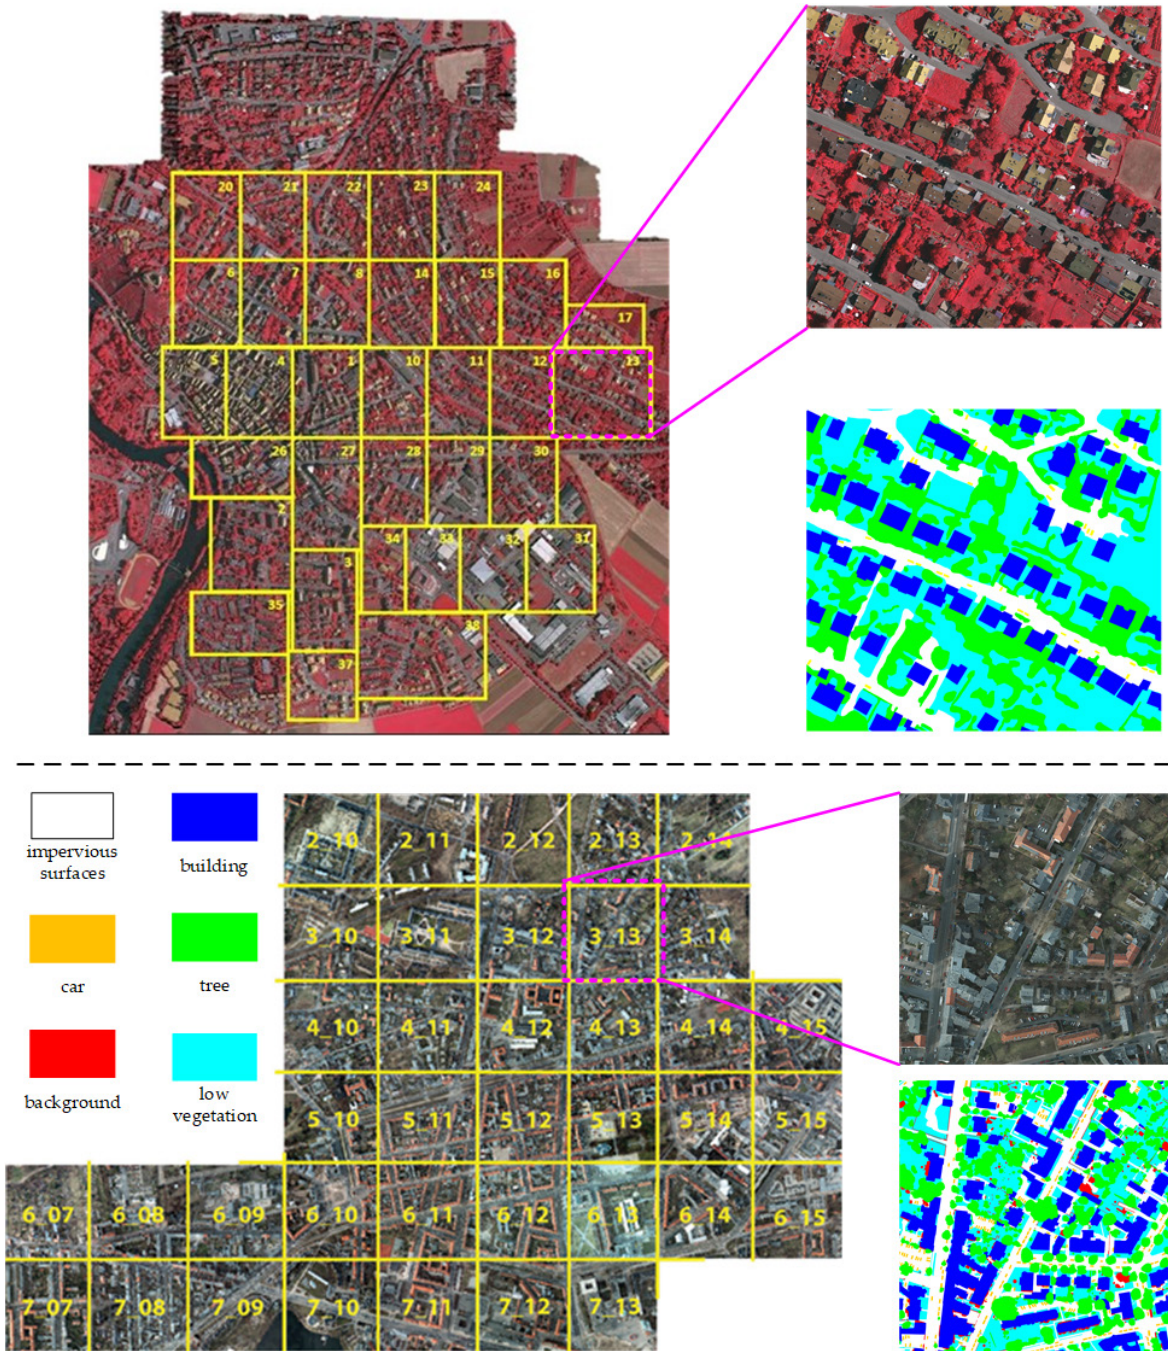 20 21 22 23 24
6 7 8 14 15 16
17
5 4 1 10 11 12 13
26 27 28 29 30
2
34 33 32 31
3
35
38
37
impervious
surfaces
building
car
tree
background
low
vegetation
2_10 2_11 2_12 2_13 2_14
3_10 3_11 3_12 3_13 3_14
4_10 4_11 4_12 4_13 4_14 4_15
5_10 5_11 5_12 5_13 5_14 5_15
6_07 6_08 6_09 6_10 6_11 6_12 6_13 6_14 6_15
7_07 7_08 7_09 7_10 7_11 7_12 7_13